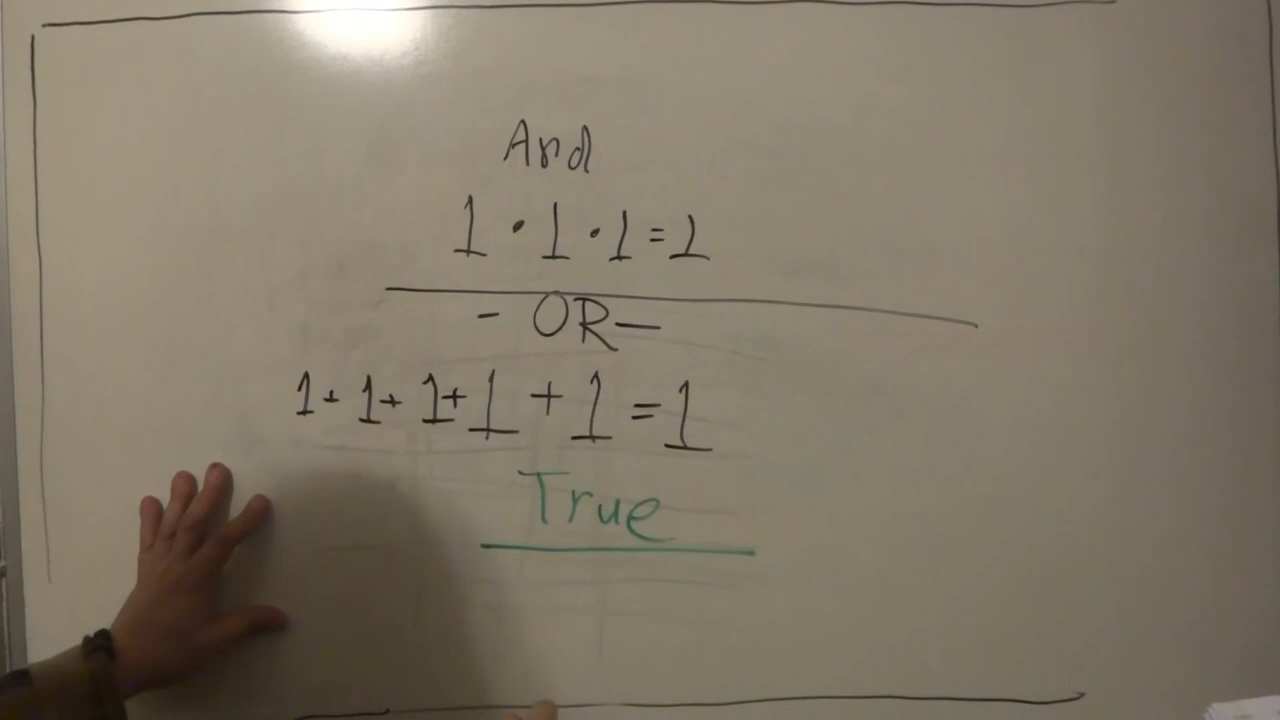 And
1 · 1 · 1 = 1
- OR -
1 + 1 + 1 + 1 + 1 = 1
True